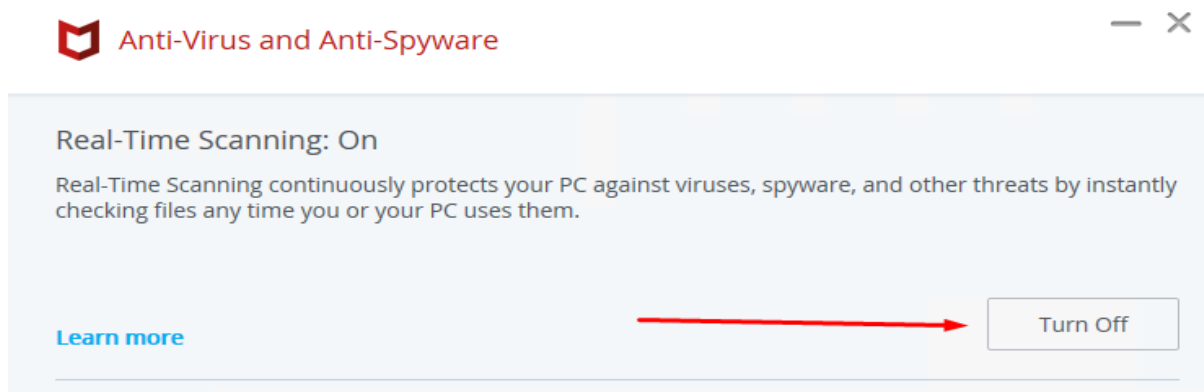 Anti-Virus and Anti-Spyware
Real-Time Scanning: On
Real-Time Scanning continuously protects your PC against viruses, spyware, and other threats by instantly
checking files any time you or your PC uses them.
Learn more
Turn Off